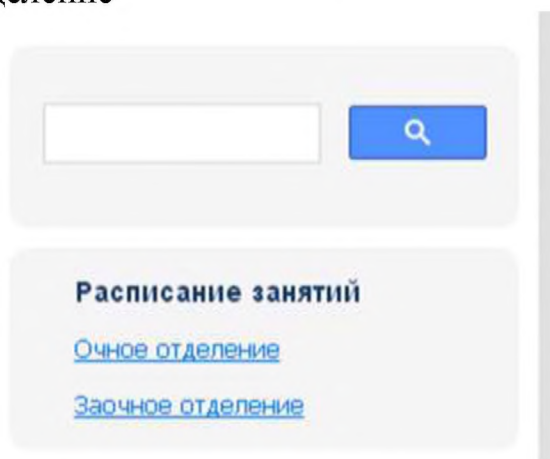 Расписание занятий
Очное отделение
Заочное отделение